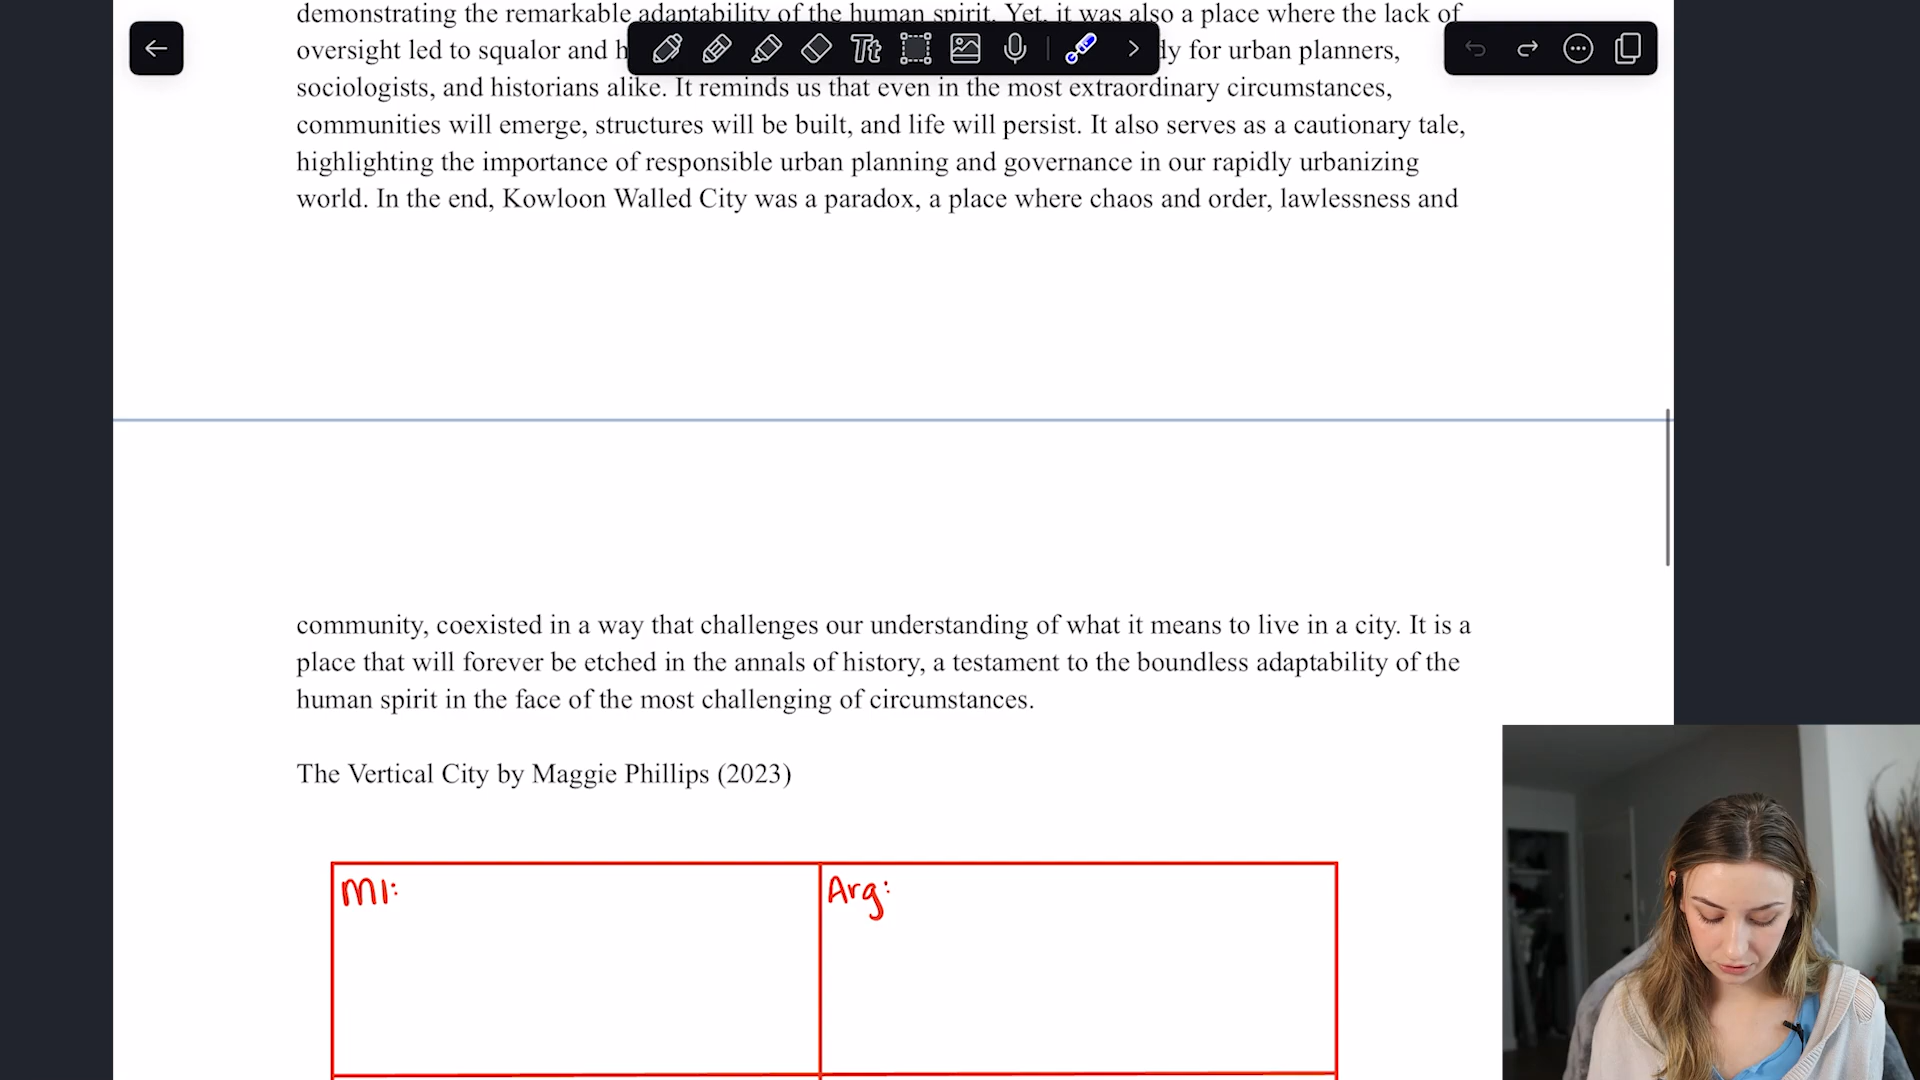 demonstrating the remarkable adaptability of the human spirit. Yet, it was also a place where the lack of
oversight led to squalor and h
dy for urban planners,
sociologists, and historians alike. It reminds us that even in the most extraordinary circumstances,
communities will emerge, structures will be built, and life will persist. It also serves as a cautionary tale,
highlighting the importance of responsible urban planning and governance in our rapidly urbanizing
world. In the end, Kowloon Walled City was a paradox, a place where chaos and order, lawlessness and
community, coexisted in a way that challenges our understanding of what it means to live in a city. It is a
place that will forever be etched in the annals of history, a testament to the boundless adaptability of the
human spirit in the face of the most challenging of circumstances.
The Vertical City by Maggie Phillips (2023)
MI:
Arg: